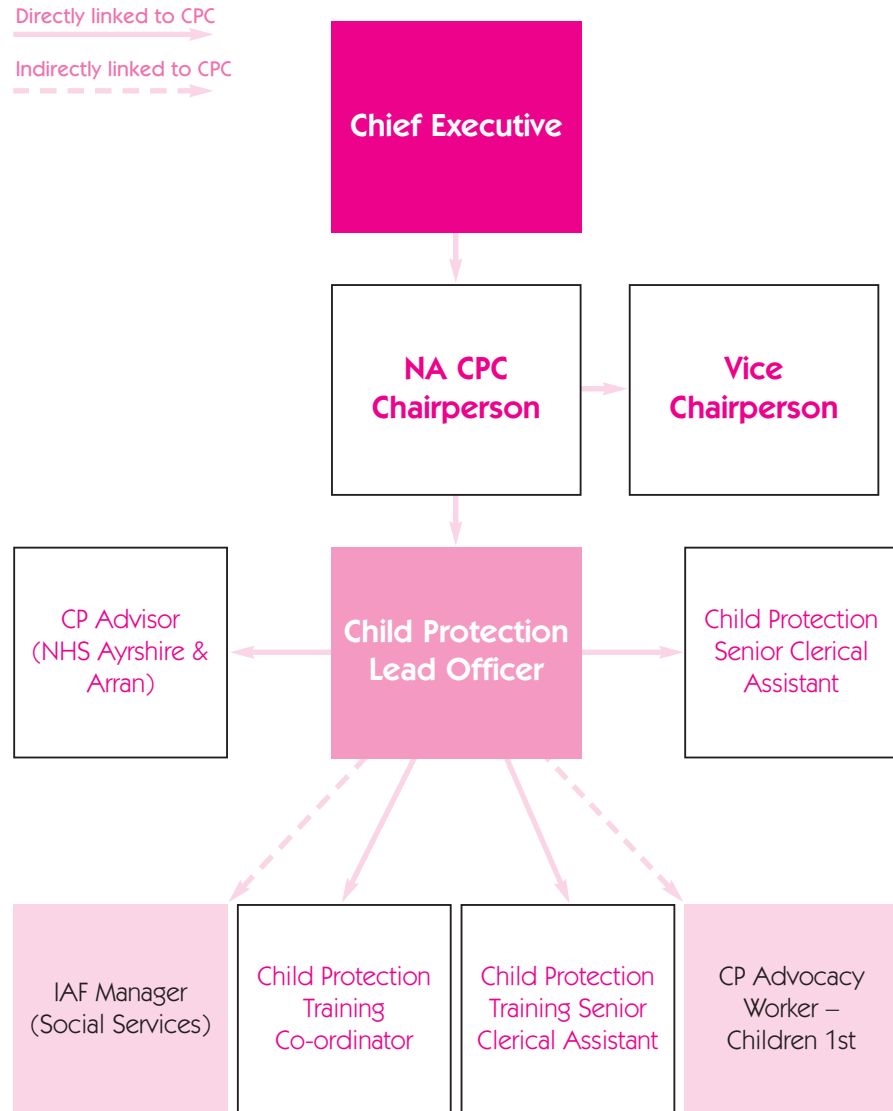 Directly linked to CPC
Indirectly linked to CPC
Chief Executive
NA CPC
Chairperson
Vice
Chairperson
CP Advisor
(NHS Ayrshire &
Arran)
Child Protection
Lead Officer
Child Protection
Senior Clerical
Assistant
IAF Manager
(Social Services)
Child Protection
Training
Co-ordinator
Child Protection
Training Senior
Clerical Assistant
CP Advocacy
Worker –
Children 1st